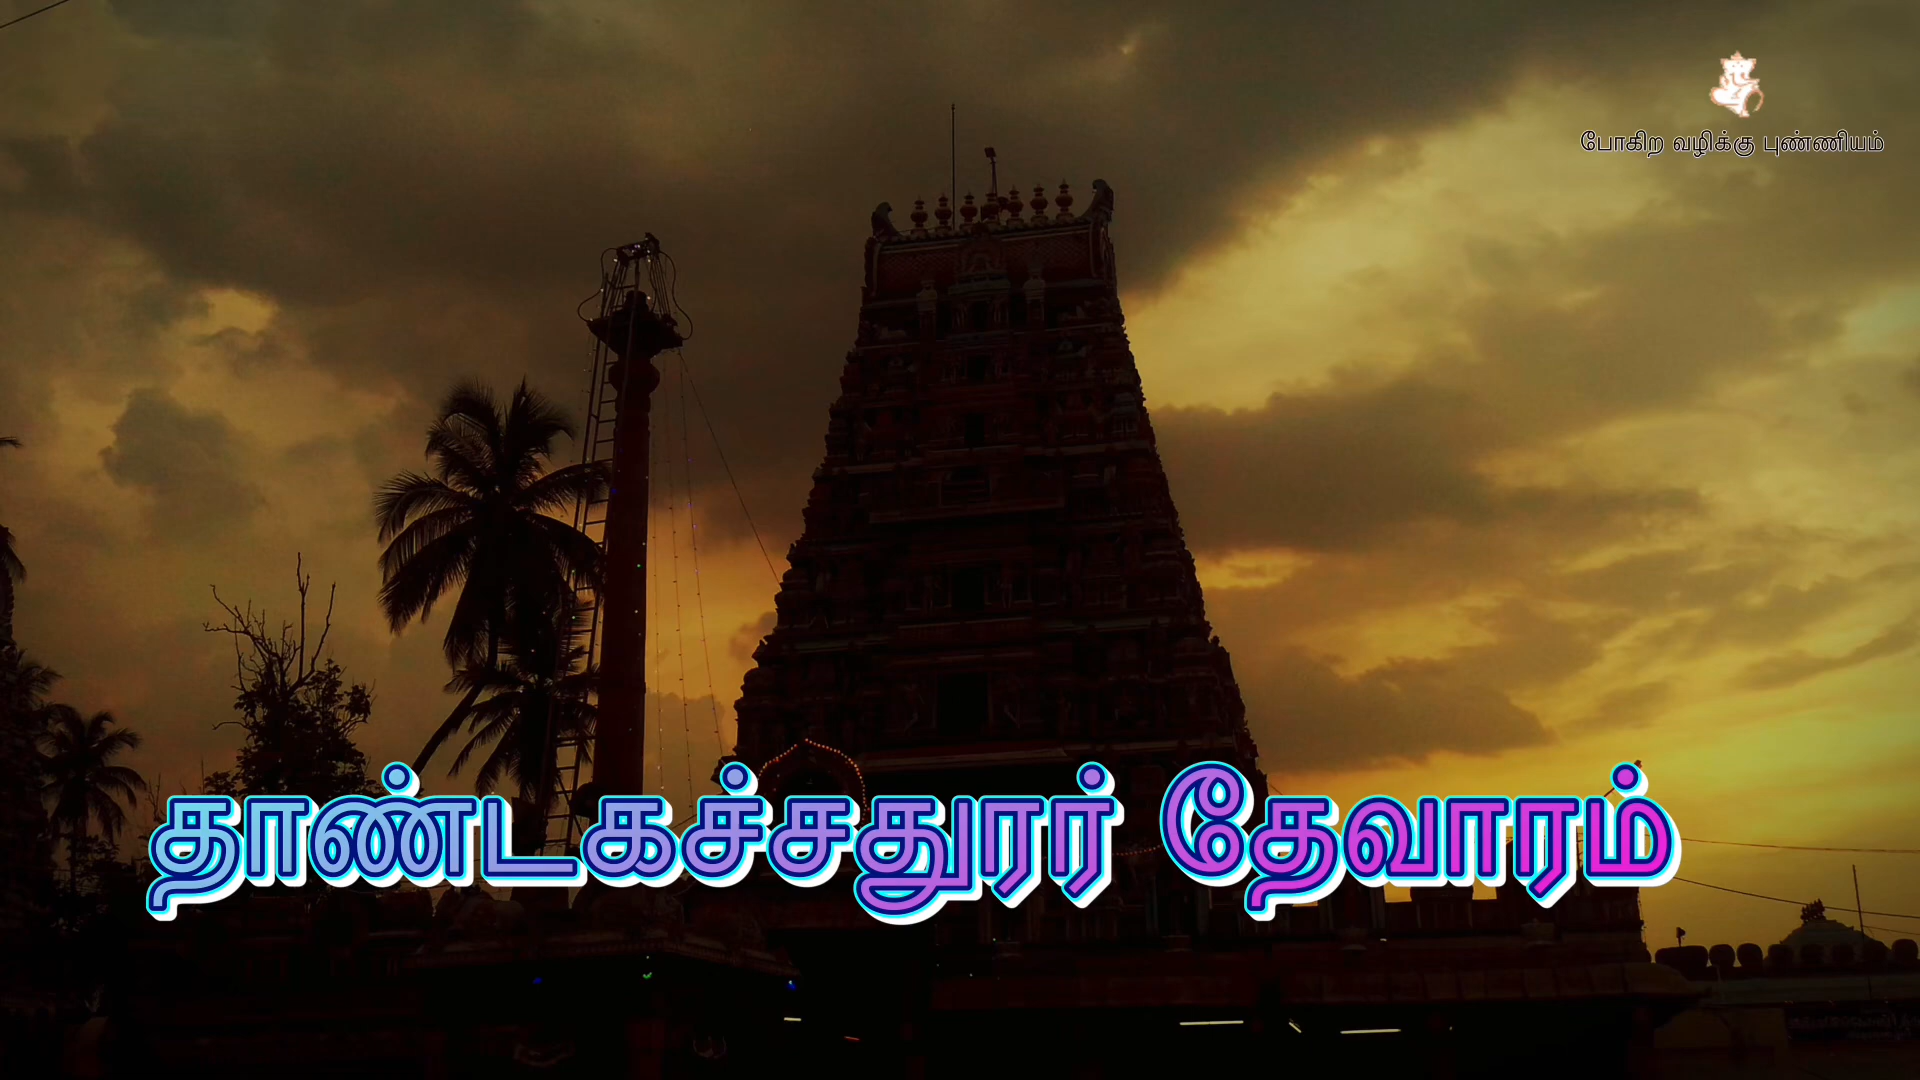 போகிற வழிக்கு புண்ணியம்
தாண்டகச்சதுரர் தேவாரம்